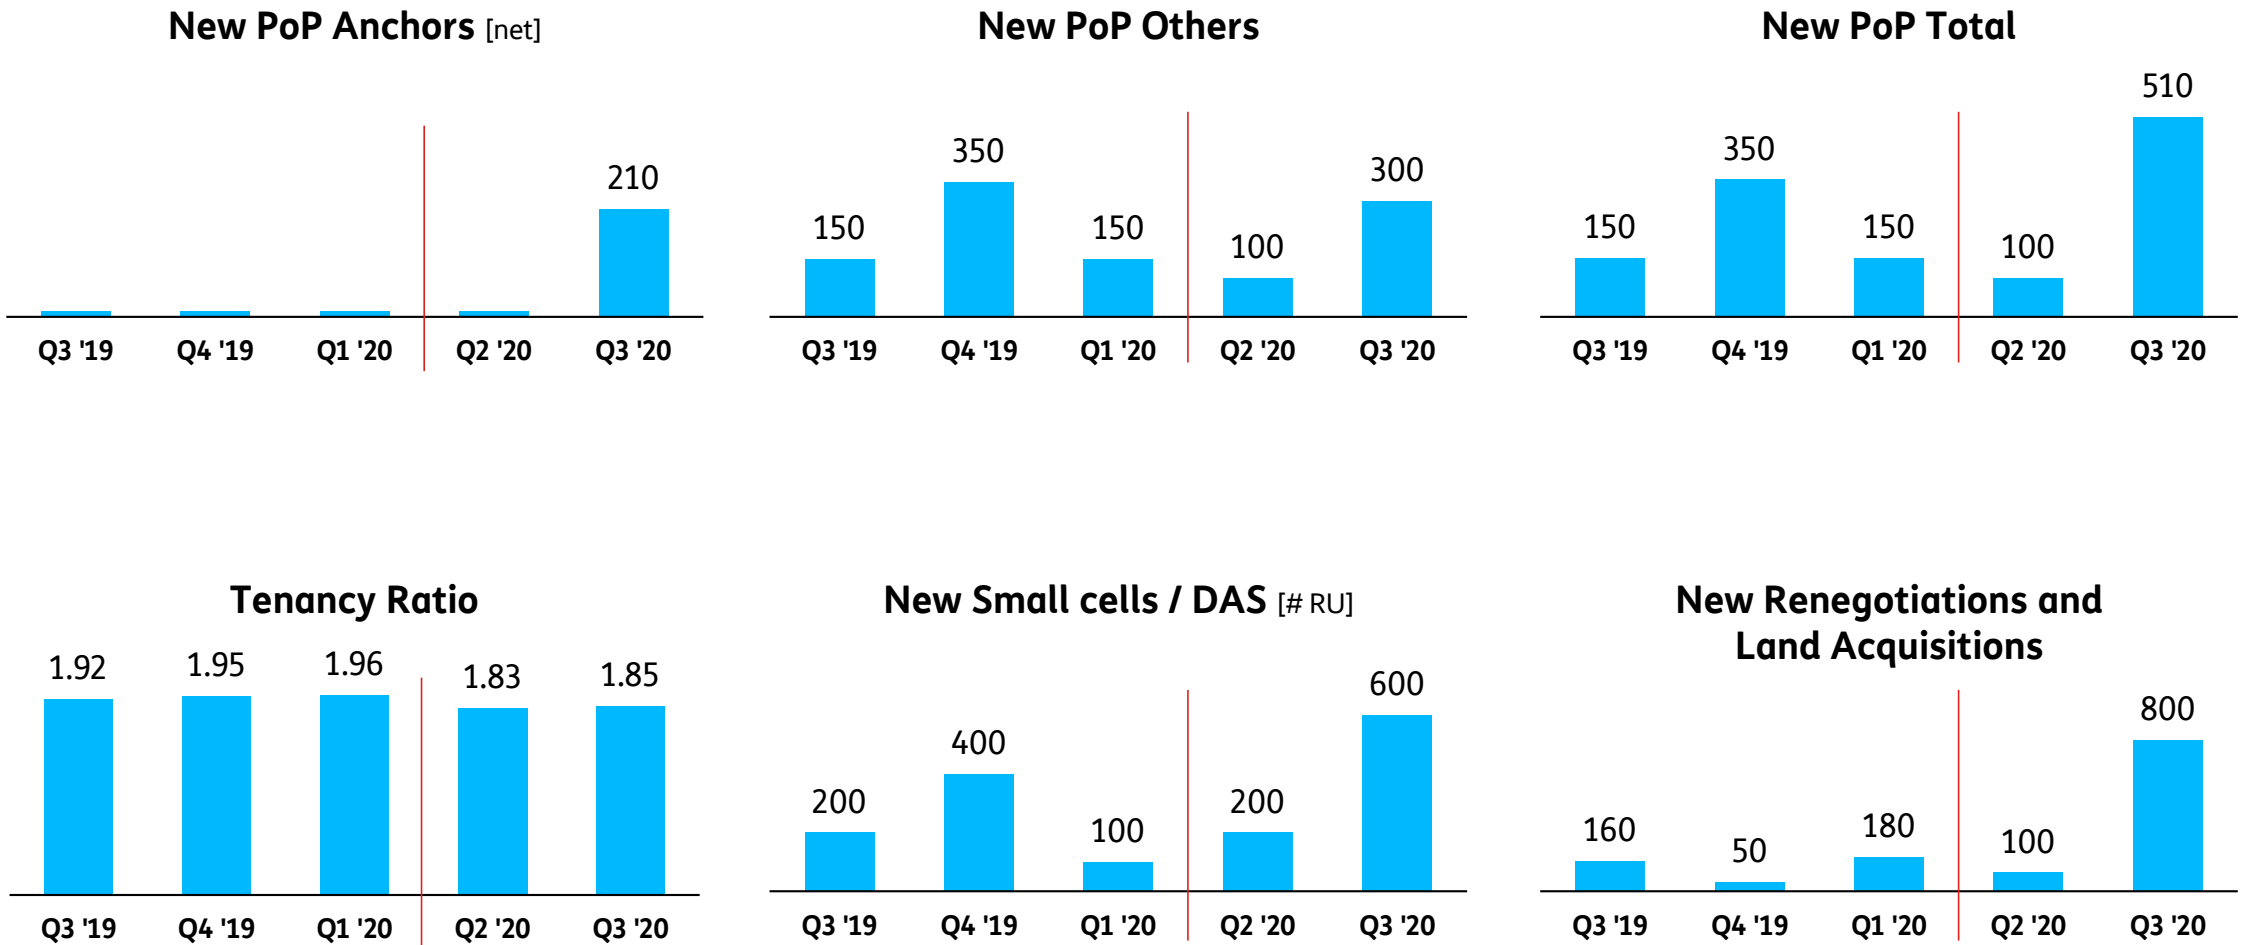 New PoP Anchors [net]
210
Q3 '19 Q4 '19 Q1 '20 Q2 '20 Q3 '20
New PoP Others
150 350 150 100 300
Q3 '19 Q4 '19 Q1 '20 Q2 '20 Q3 '20
New PoP Total
150 350 150 100 510
Q3 '19 Q4 '19 Q1 '20 Q2 '20 Q3 '20
Tenancy Ratio
1.92 1.95 1.96 1.83 1.85
Q3 '19 Q4 '19 Q1 '20 Q2 '20 Q3 '20
New Small cells / DAS [# RU]
200 400 100 200 600
Q3 '19 Q4 '19 Q1 '20 Q2 '20 Q3 '20
New Renegotiations and
Land Acquisitions
160 50 180 100 800
Q3 '19 Q4 '19 Q1 '20 Q2 '20 Q3 '20